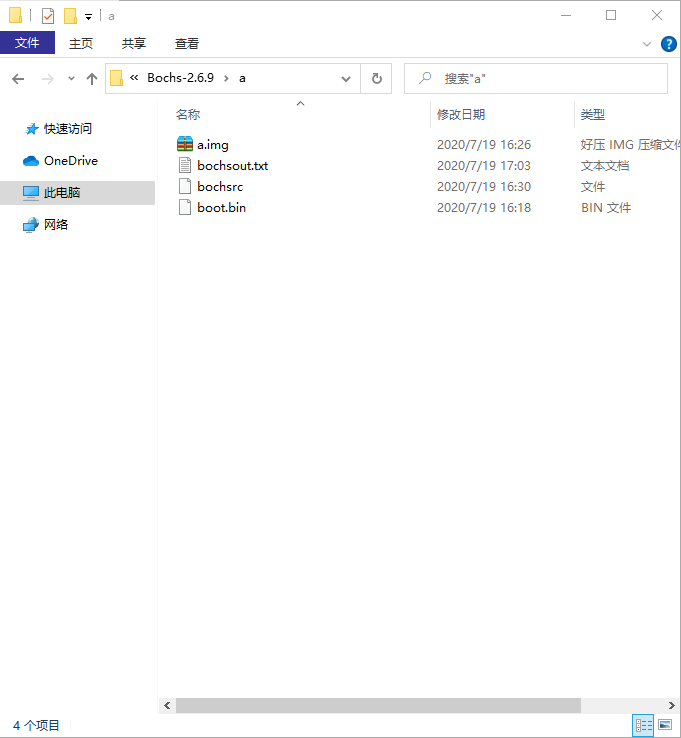 a
文件 主页 共享 查看
« Bochs-2.6.9 › a 搜索"a"
名称 修改日期 类型
快速访问
OneDrive
此电脑
网络
a.img 2020/7/19 16:26 好压 IMG 压缩文件
bochsout.txt 2020/7/19 17:03 文本文档
bochsrc 2020/7/19 16:30 文件
boot.bin 2020/7/19 16:18 BIN 文件
4 个项目